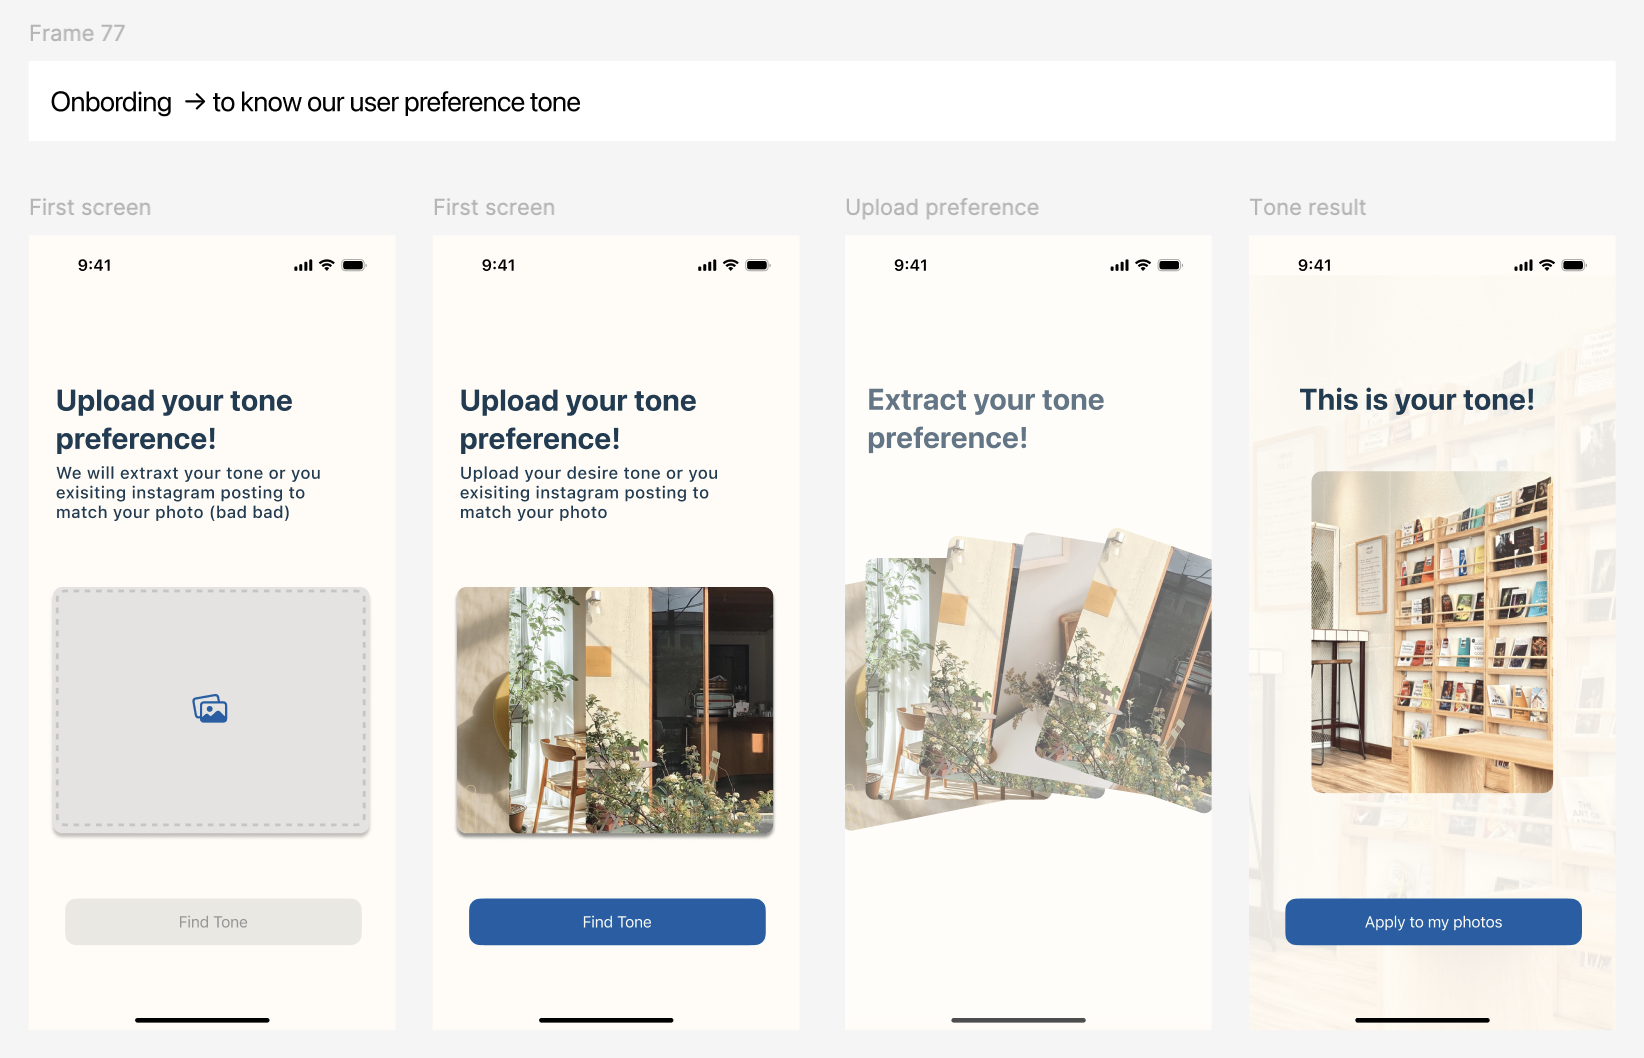 Frame 77
Onbording → to know our user preference tone
First screen
First screen
Upload preference
Tone result
9:41
Upload your tone
preference!
We will extraxt your tone or you
exisiting instagram posting to
match your photo (bad bad)
Find Tone
9:41
Upload your tone
preference!
Upload your desire tone or you
exisiting instagram posting to
match your photo
Find Tone
9:41
Extract your tone
preference!
9:41
This is your tone!
Apply to my photos